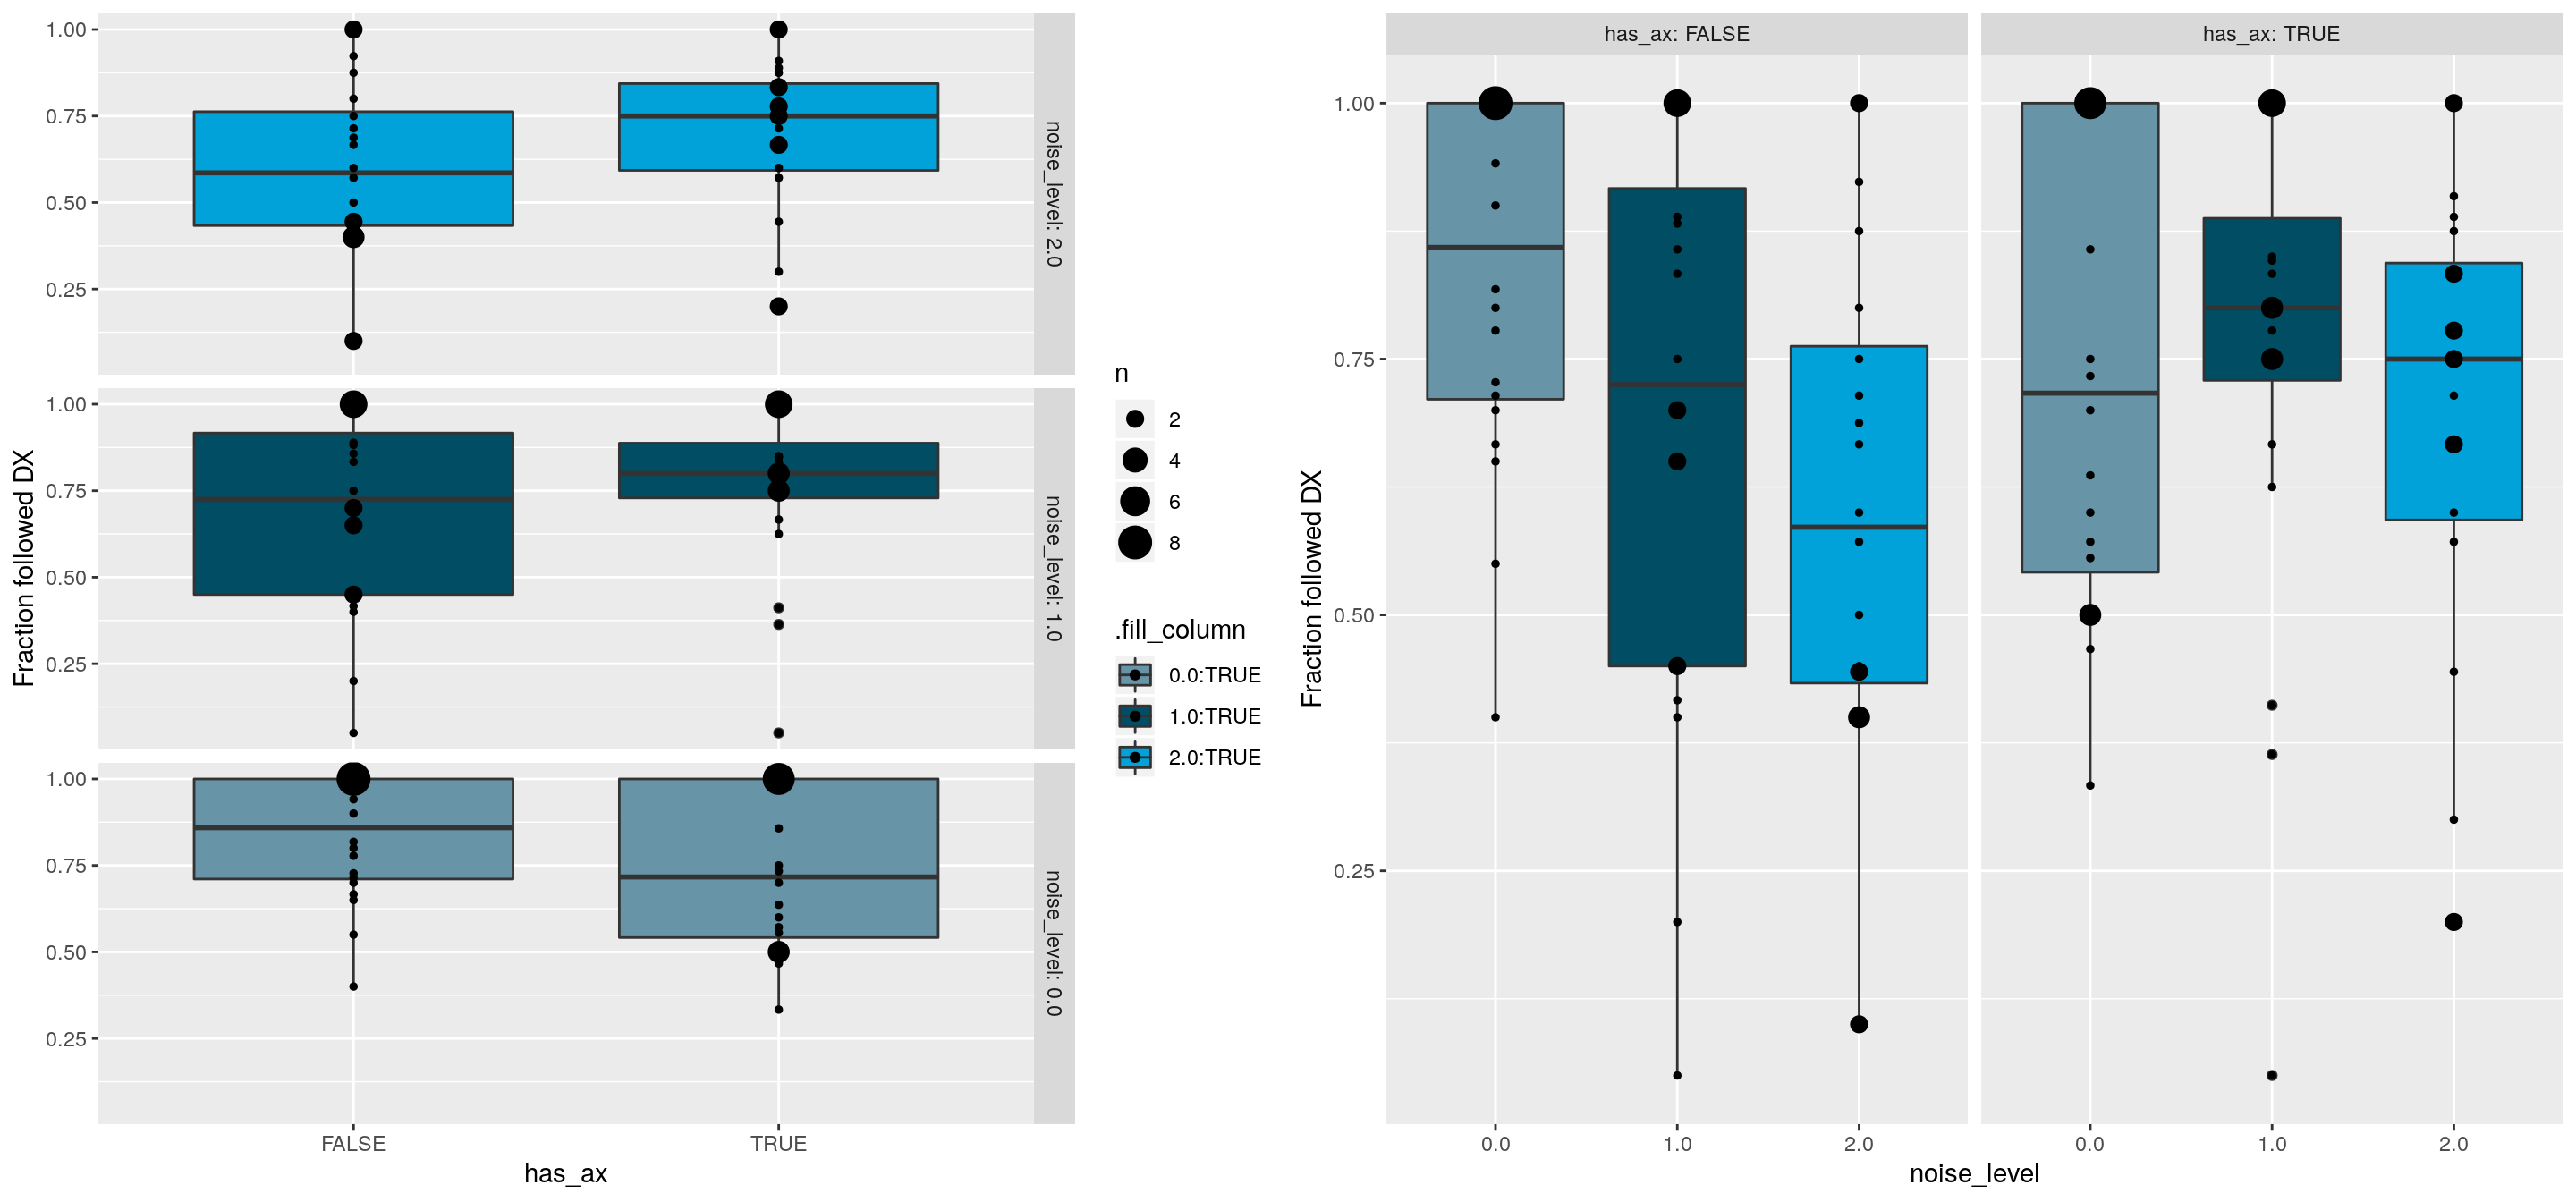 Fraction followed DX
1.00
0.75
0.50
0.25
noise_level: 2.0
1.00
0.75
0.50
0.25
noise_level: 1.0
1.00
0.75
0.50
0.25
noise_level: 0.0
FALSE
TRUE
has_ax
n
2
4
6
8
.fill_column
0.0:TRUE
1.0:TRUE
2.0:TRUE
has_ax: FALSE
has_ax: TRUE
Fraction followed DX
1.00
0.75
0.50
0.25
0.0
1.0
2.0
0.0
1.0
2.0
noise_level